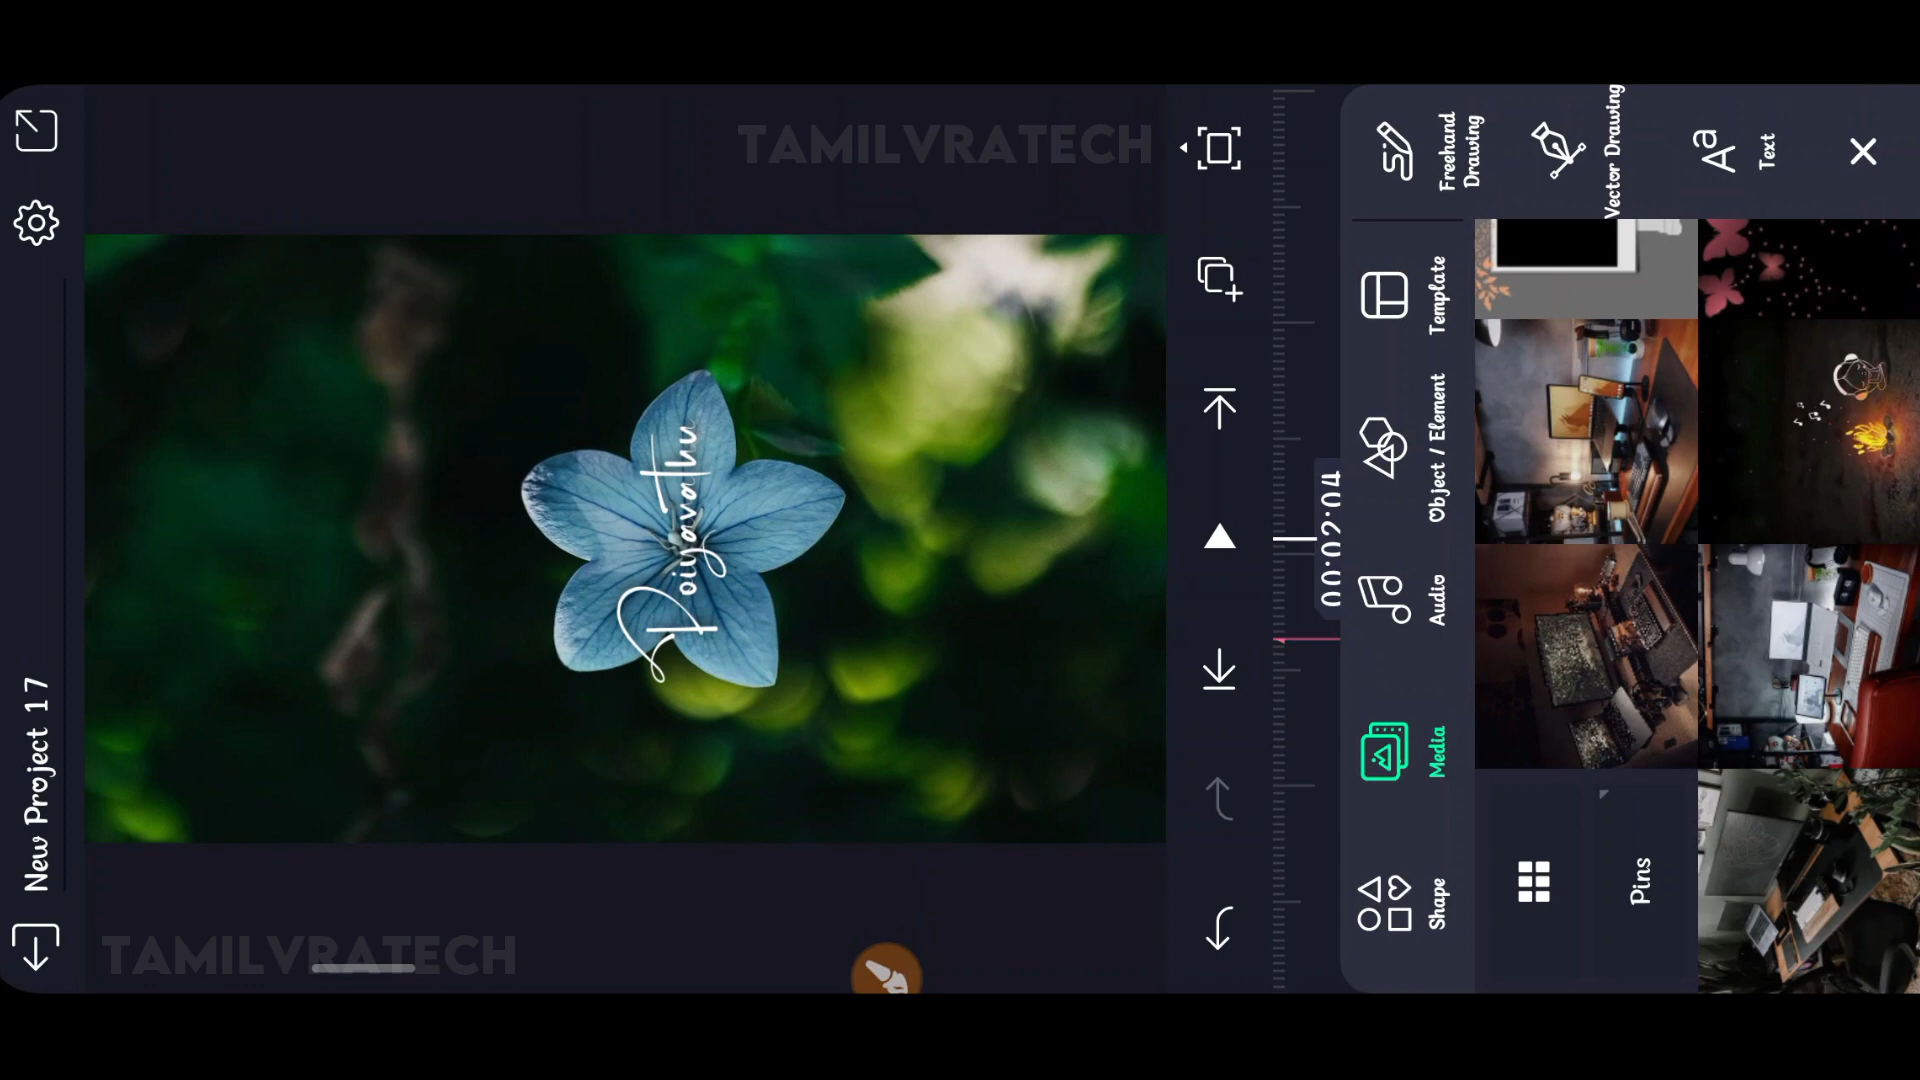 New Project 17
TAMILVRATECH
TAMILVRATECH
Poiyavathu
00:02:04
Shape
Media
Audio
Object / Element
Template
Freehand
Drawing
Vector Drawing
Text
Pins